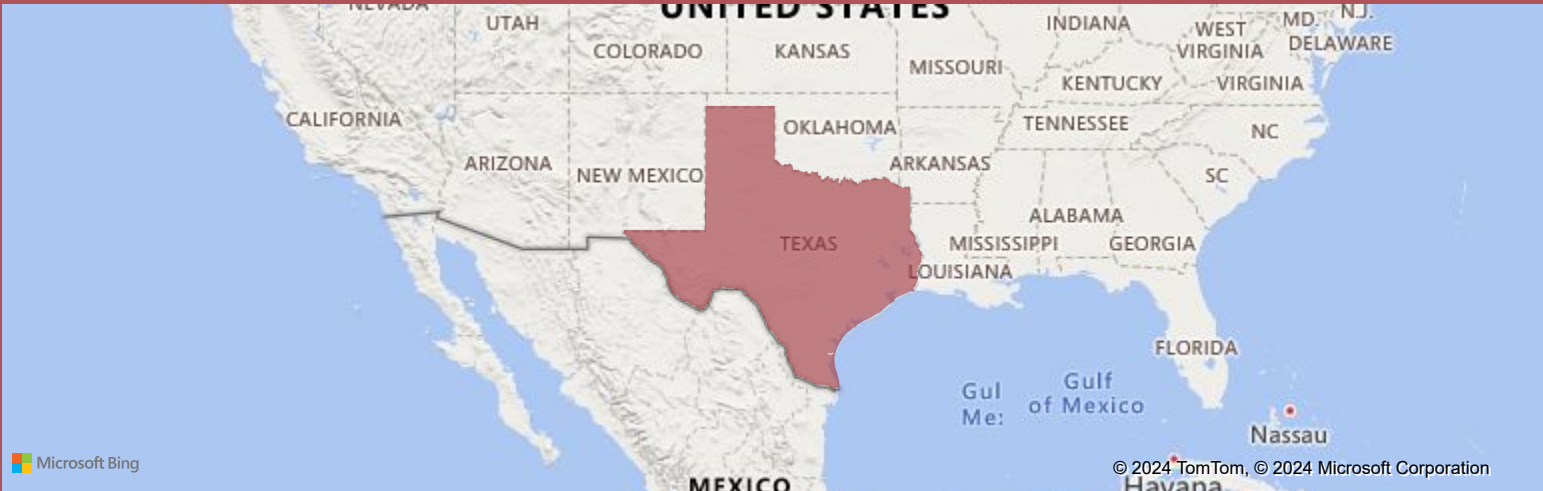 NEVADA
UNITED STATES
UTAH
COLORADO
KANSAS
MISSOURI
INDIANA
WEST
VIRGINIA
MD.
N.J.
DELAWARE
KENTUCKY
VIRGINIA
CALIFORNIA
OKLAHOMA
TENNESSEE
NC
ARIZONA
NEW MEXICO
ARKANSAS
SC
TEXAS
ALABAMA
MISSISSIPPI
GEORGIA
LOUISIANA
FLORIDA
Gul
Me:
Gulf
of Mexico
Nassau
Microsoft Bing
© 2024 TomTom, © 2024 Microsoft Corporation
MEXICO
Havana